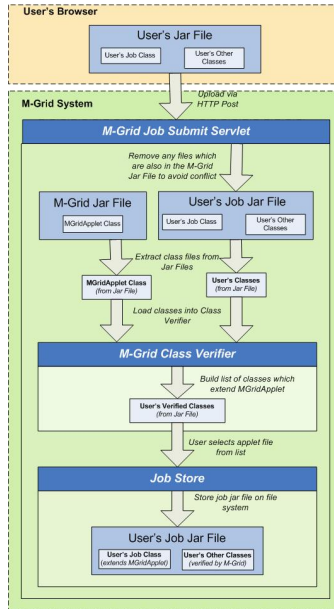 User's Browser
User's Jar File
User's Job Class
User's Other
Classes
Upload via
HTTP Post
M-Grid System
M-Grid Job Submit Servlet
Remove any files which
are also in the M-Grid
Jar File to avoid conflict
M-Grid Jar File
MGridApplet Class
User's Job Jar File
User's Job Class
User's Other
Classes
Extract class files from
Jar Files
MGridApplet Class
(from Jar File)
User's Classes
(from Jar File)
Load classes into Class
Verifier
M-Grid Class Verifier
Build list of classes which
extend MGridApplet
User's Verified Classes
(from Jar File)
User selects applet file
from list
Job Store
Store job jar file on file
system
User's Job Jar File
User's Job Class
(extends MGridApplet)
User's Other Classes
(verified by M-Grid)